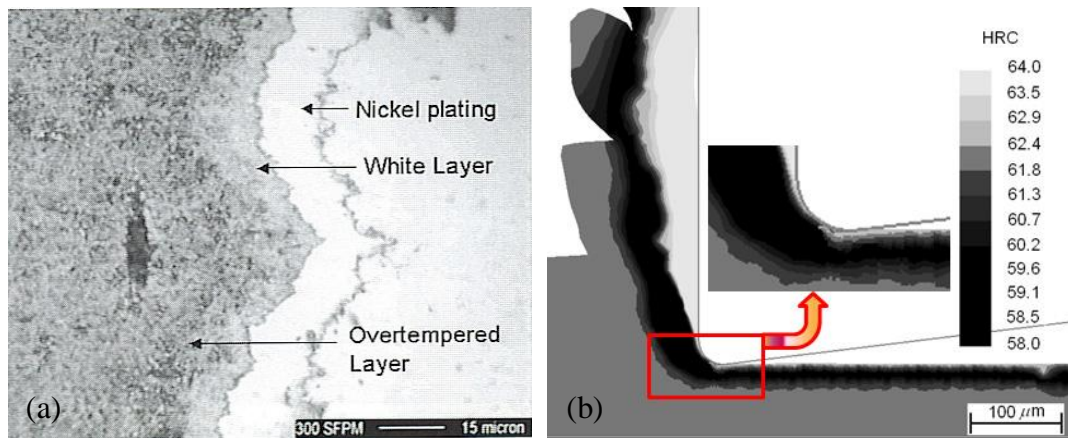 Nickel plating
White Layer
Overtempered
Layer
(a)
300 SFPM
15 micron
HRC
64.0
63.5
62.9
62.4
61.8
61.3
60.7
60.2
59.6
59.1
58.5
58.0
100 μm
(b)